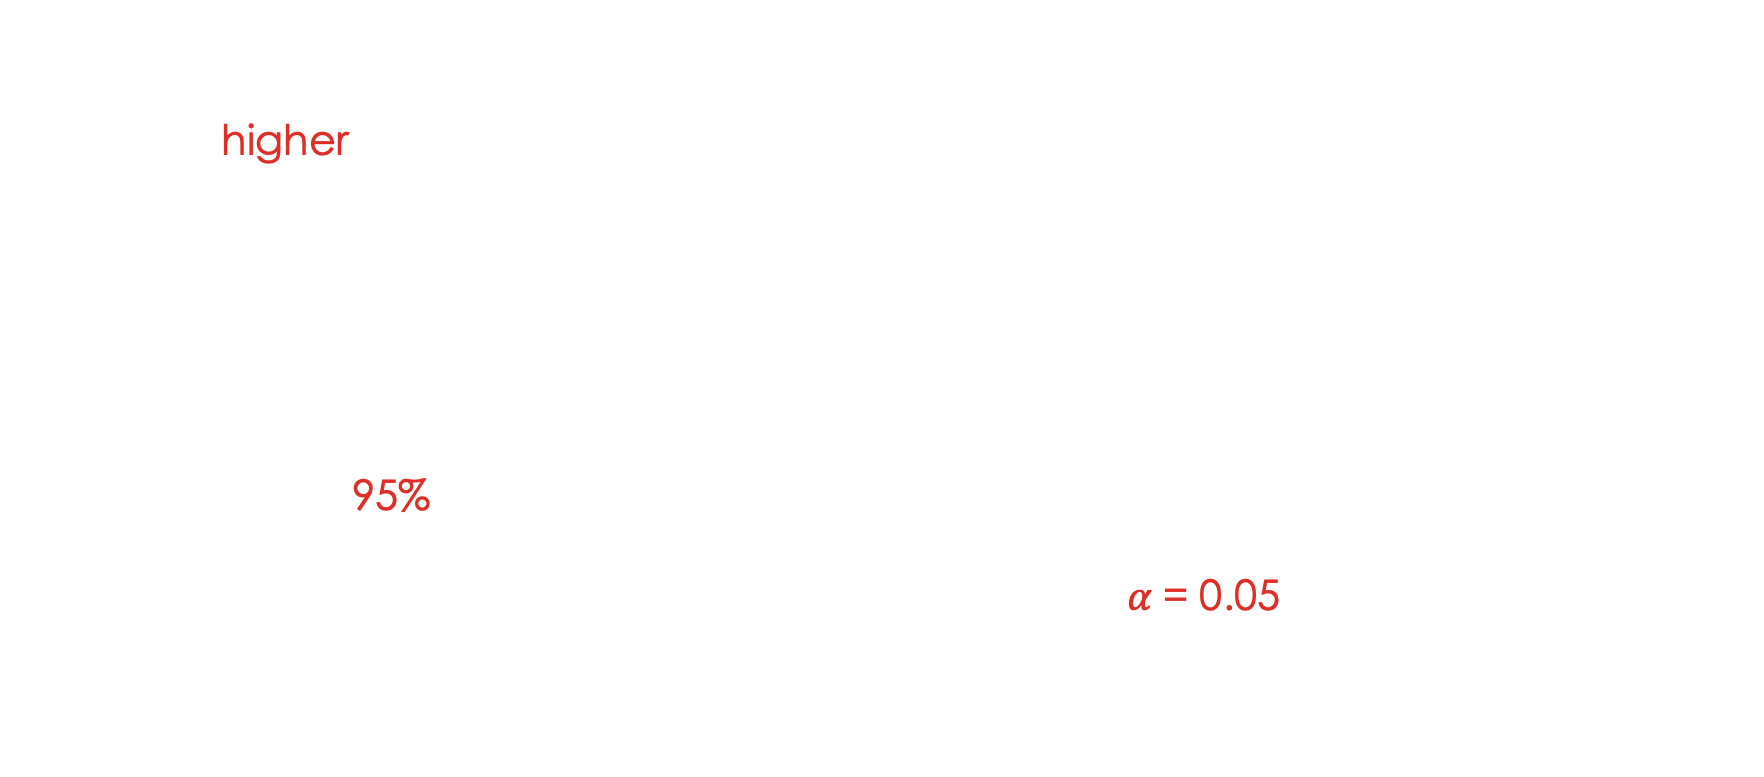 higher
95%
𝜶 = 0.05